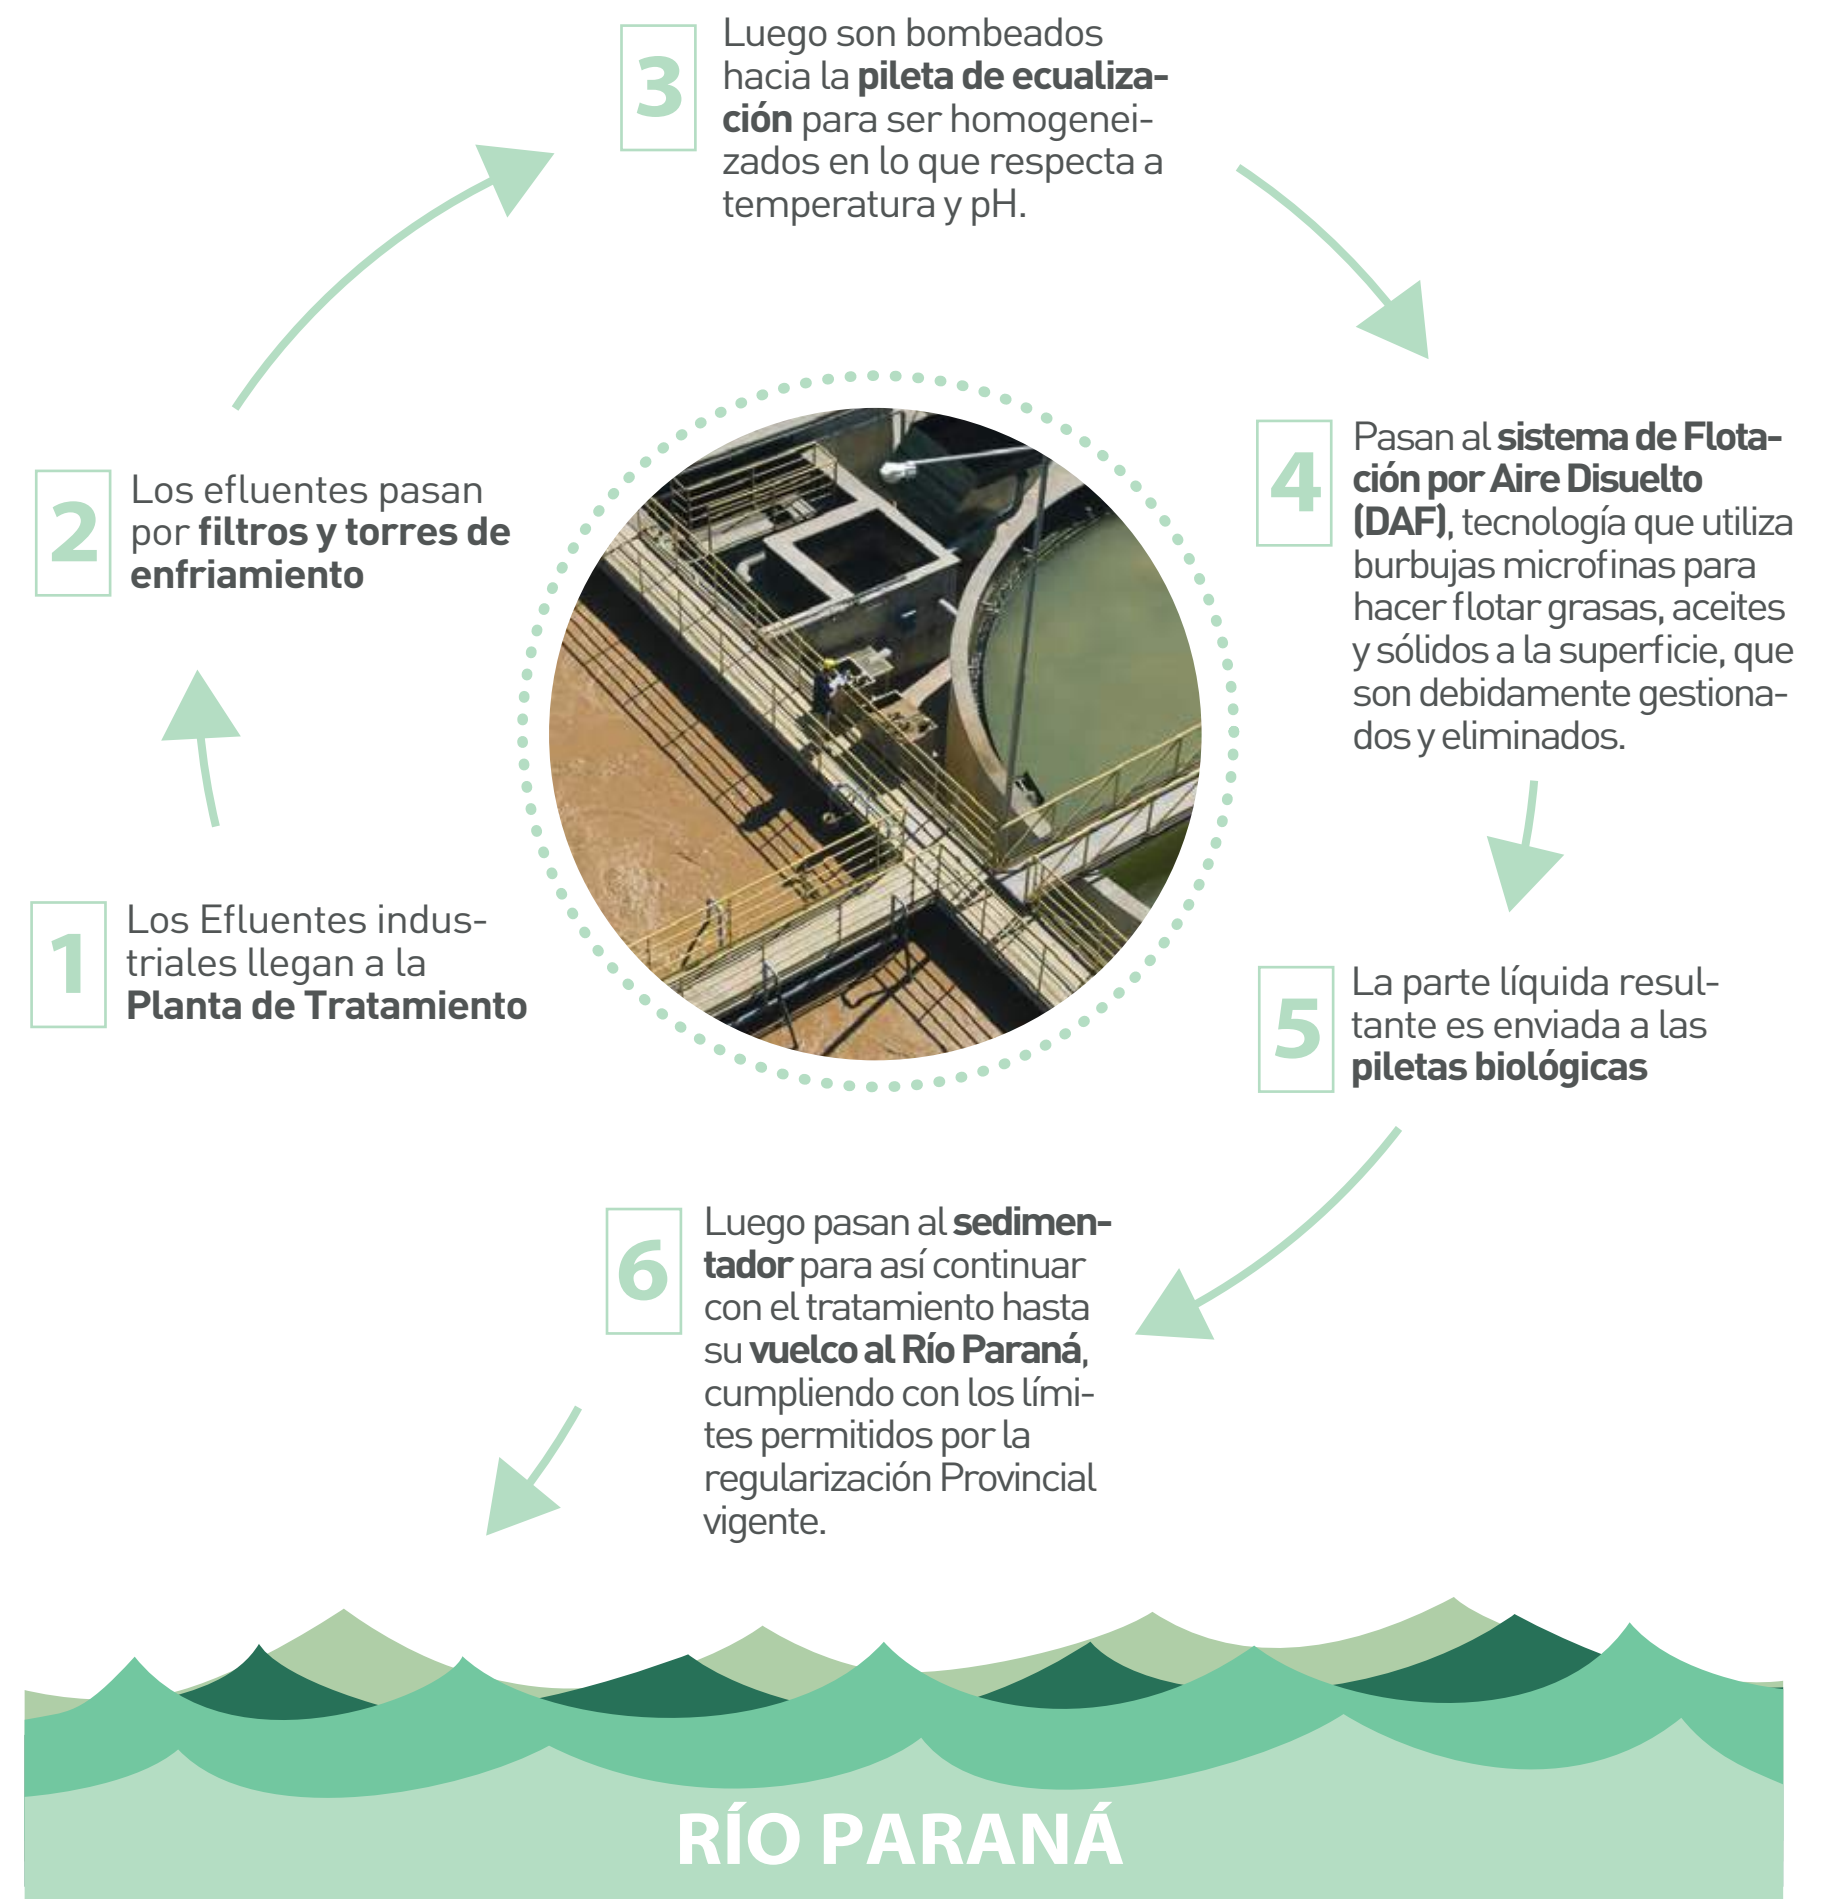 1
Los Efluentes indus-
triales llegan a la
Planta de Tratamiento
2
Los efluentes pasan
por filtros y torres de
enfriamiento
3
Luego son bombeados
hacia la pileta de ecualiza-
ción para ser homogenei-
zados en lo que respecta a
temperatura y pH.
4
Pasan al sistema de Flota-
ción por Aire Disuelto
(DAF), tecnología que utiliza
burbujas microfinas para
hacer flotar grasas, aceites
y sólidos a la superficie, que
son debidamente gestiona-
dos y eliminados.
5
La parte líquida resul-
tante es enviada a las
piletas biológicas
6
Luego pasan al sedimen-
tador para así continuar
con el tratamiento hasta
su vuelco al Río Paraná,
cumpliendo con los lími-
tes permitidos por la
regularización Provincial
vigente.
RÍO PARANÁ